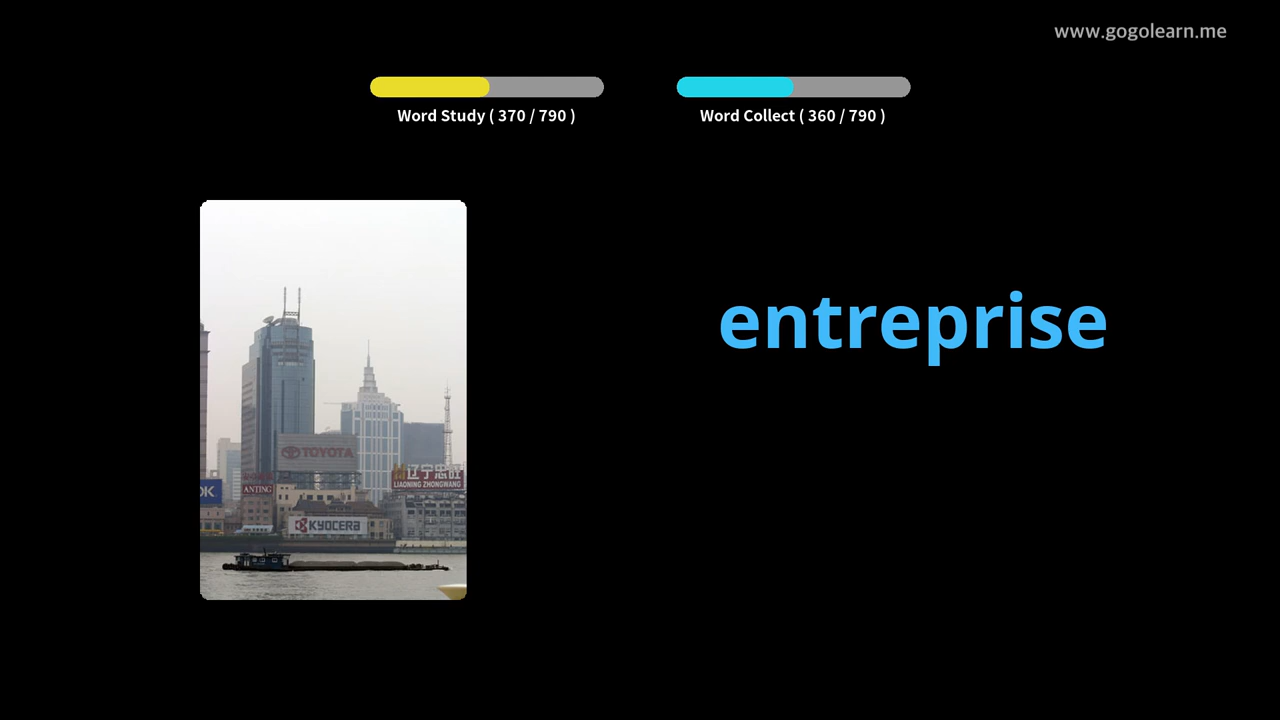 www.gogolearn.me
Word Study ( 370 / 790 )
Word Collect ( 360 / 790 )
entreprise
TOYOTA
辽宁忠旺
LIAONING ZHONGWANG
ANTING
KYOCERA